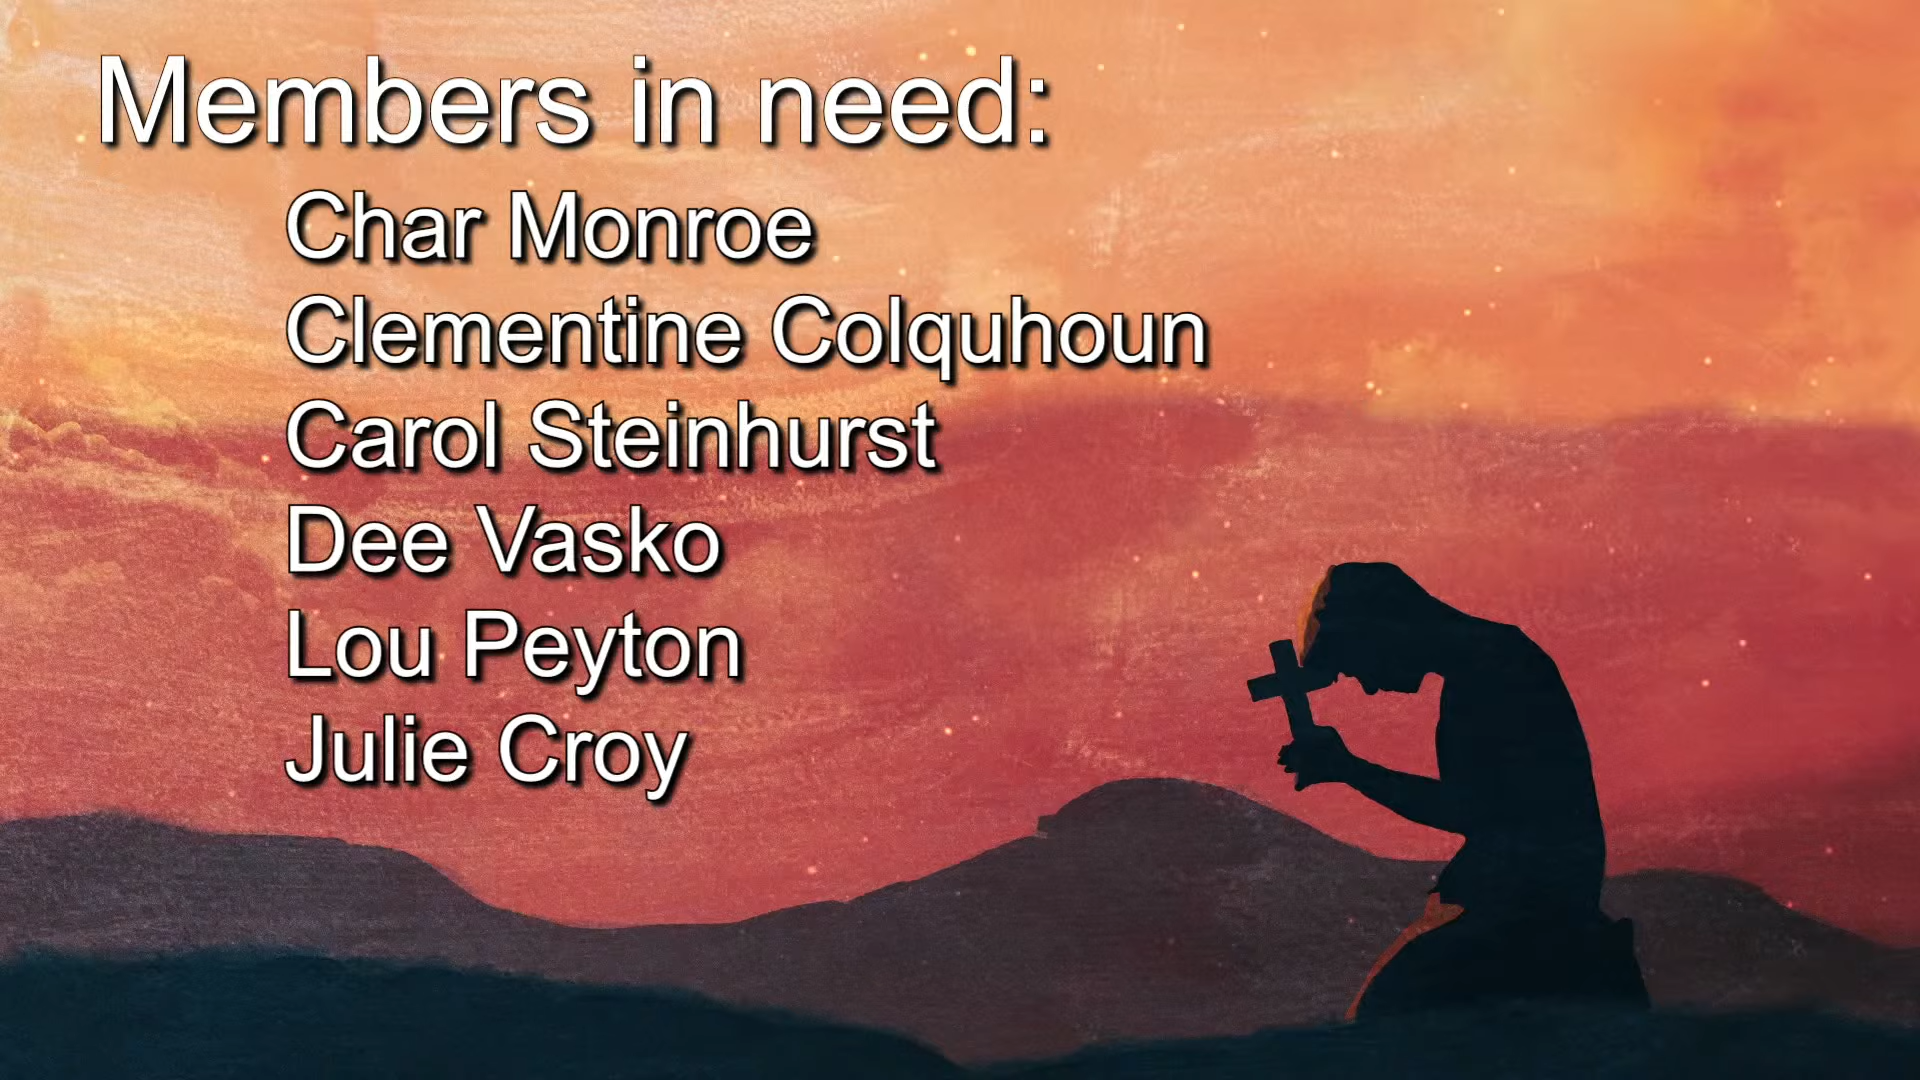 Members in need:
Char Monroe
Clementine Colquhoun
Carol Steinhurst
Dee Vasko
Lou Peyton
Julie Croy